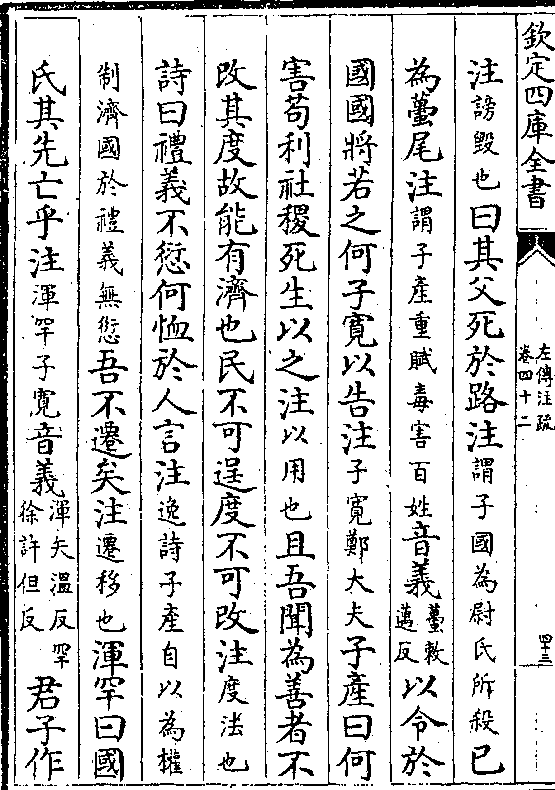 欽定四庫全書
左傳注疏
卷四十二
四十三
注謗毀也曰其父死於路注謂子國為尉氏所殺已
為蠆尾注謂子產重賦毒害百姓音義蠆敕邁反以令於
國國將若之何子寬以告注子寬鄭大夫子產曰何
害苟利社稷死生以之注以用也且吾聞為善者不
改其度故能有濟也民不可逞度不可改注度法也
詩曰禮義不愆何恤於人言注逸詩子產自以為權
制濟國於禮義無愆吾不遷矣注遷移也渾罕曰國
氏其先亡乎注渾罕子寬音義渾矢溫反罕徐許但反君子作